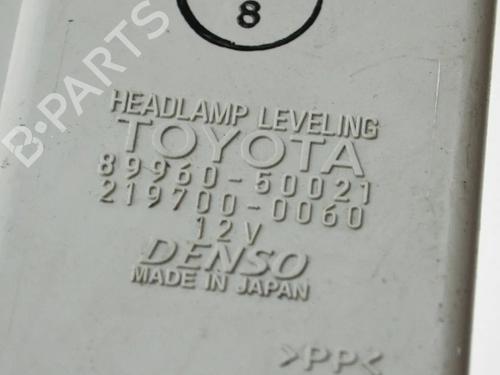 8
HEADLAMP LEVELING
TOYOTA
89960-50021
219700-0060
12V
DENSO
MADE IN JAPAN
>PP<
B-PARTS